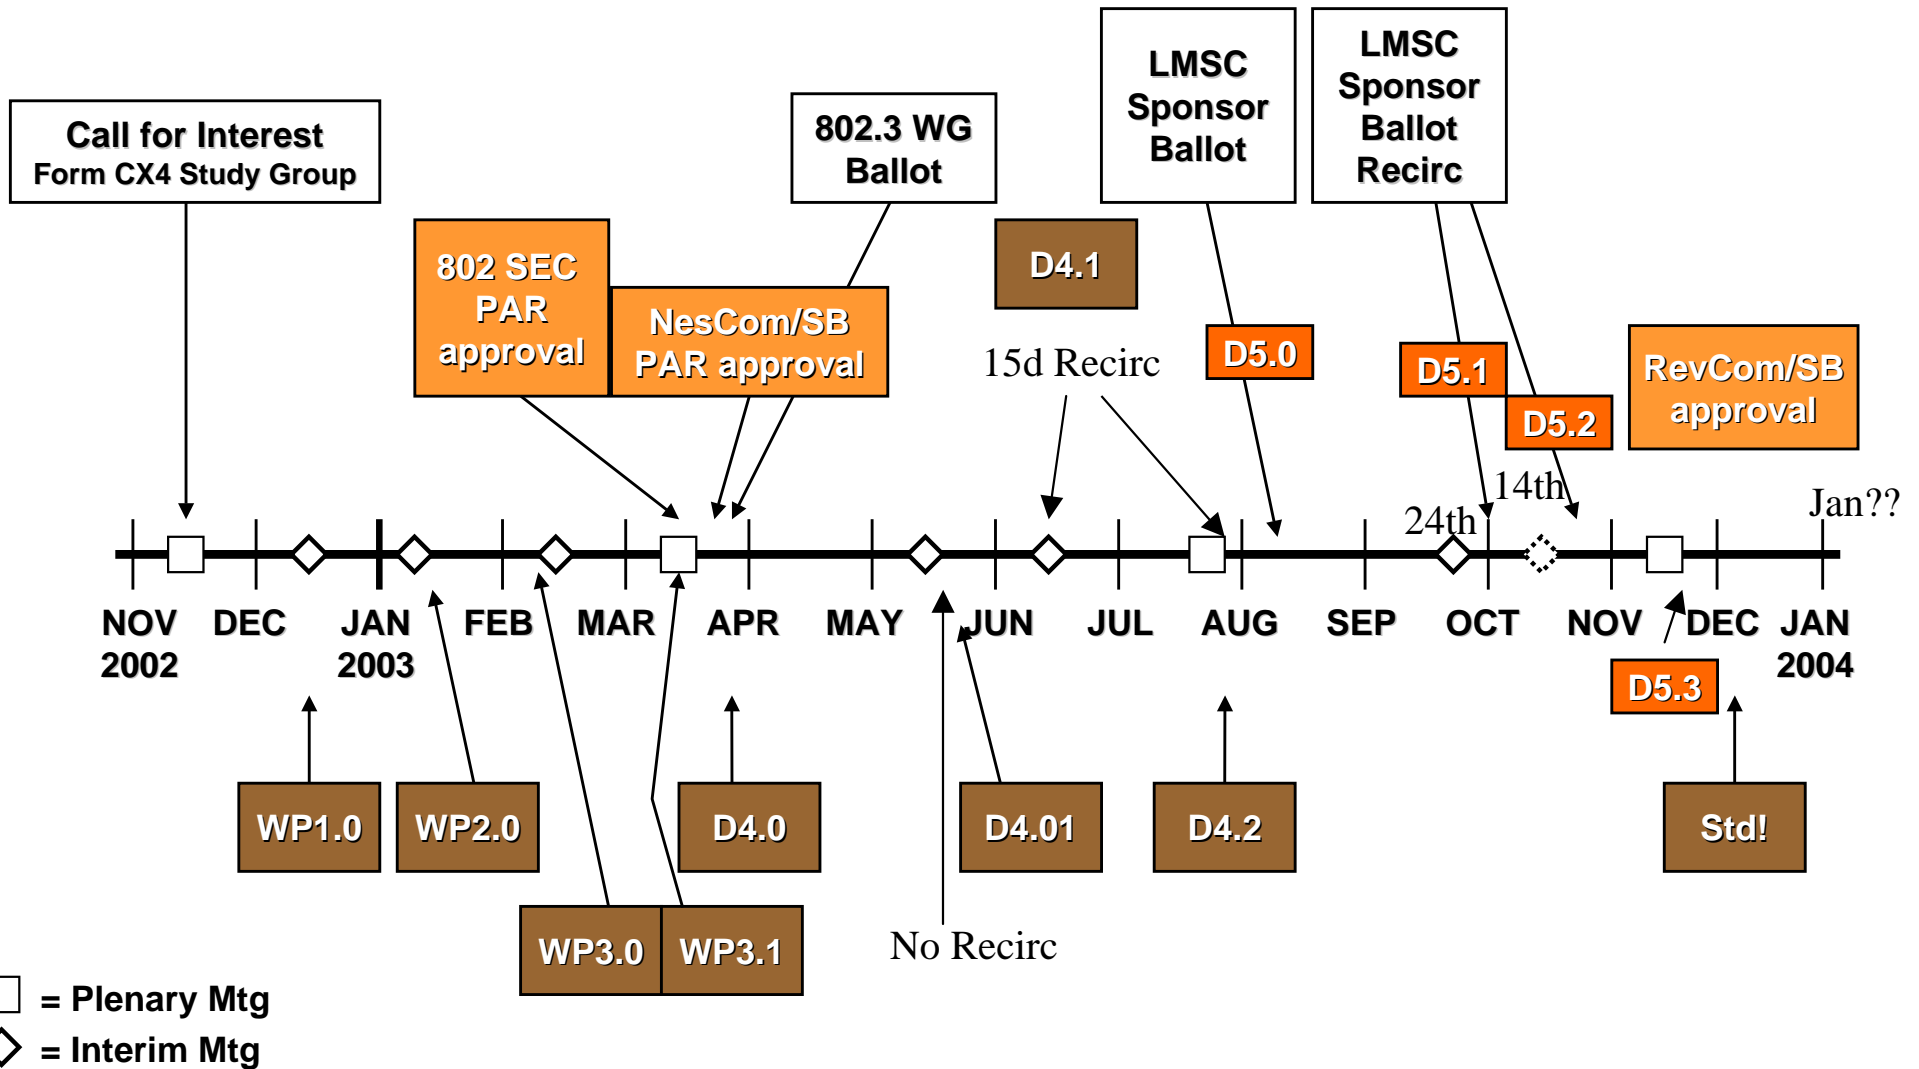 LMSC
Sponsor
Ballot
LMSC
Sponsor
Ballot
Recirc
Call for Interest
Form CX4 Study Group
802.3 WG
Ballot
802 SEC
PAR
approval
NesCom/SB
PAR approval
D4.1
15d Recirc
D5.0
D5.1
D5.2
RevCom/SB
approval
14th
24th
Jan??
NOV
2002
DEC
JAN
2003
FEB
MAR
APR
MAY
JUN
JUL
AUG
SEP
OCT
NOV
DEC
JAN
2004
D5.3
WP1.0
WP2.0
D4.0
D4.01
D4.2
Std!
WP3.0
WP3.1
No Recirc
= Plenary Mtg
= Interim Mtg